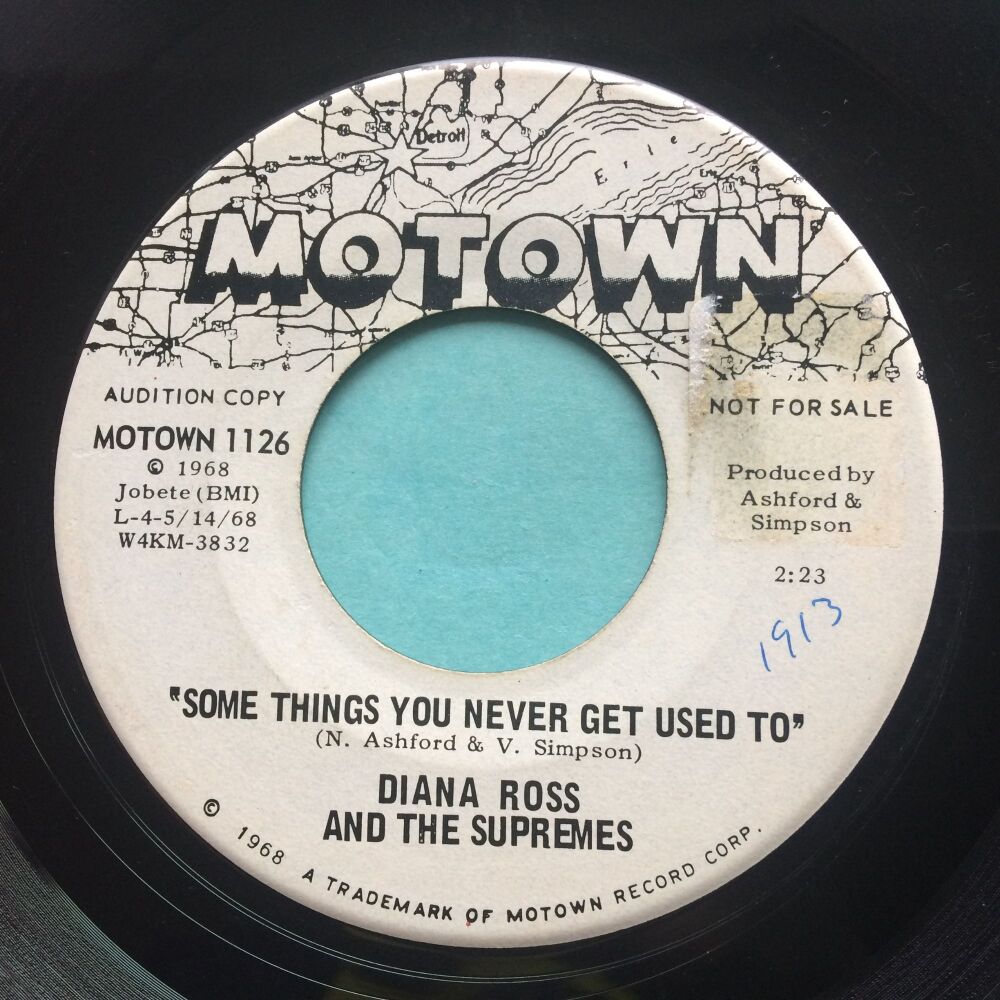 Detroit
Erie
MOTOWN
AUDITION COPY
MOTOWN 1126
© 1968
Jobete (BMI)
L-4-5/14/68
W4KM-3832
NOT FOR SALE
Produced by
Ashford &
Simpson
2:23
1913
"SOME THINGS YOU NEVER GET USED TO"
(N. Ashford & V. Simpson)
DIANA ROSS
AND THE SUPREMES
© 1968 A TRADEMARK OF MOTOWN RECORD CORP.